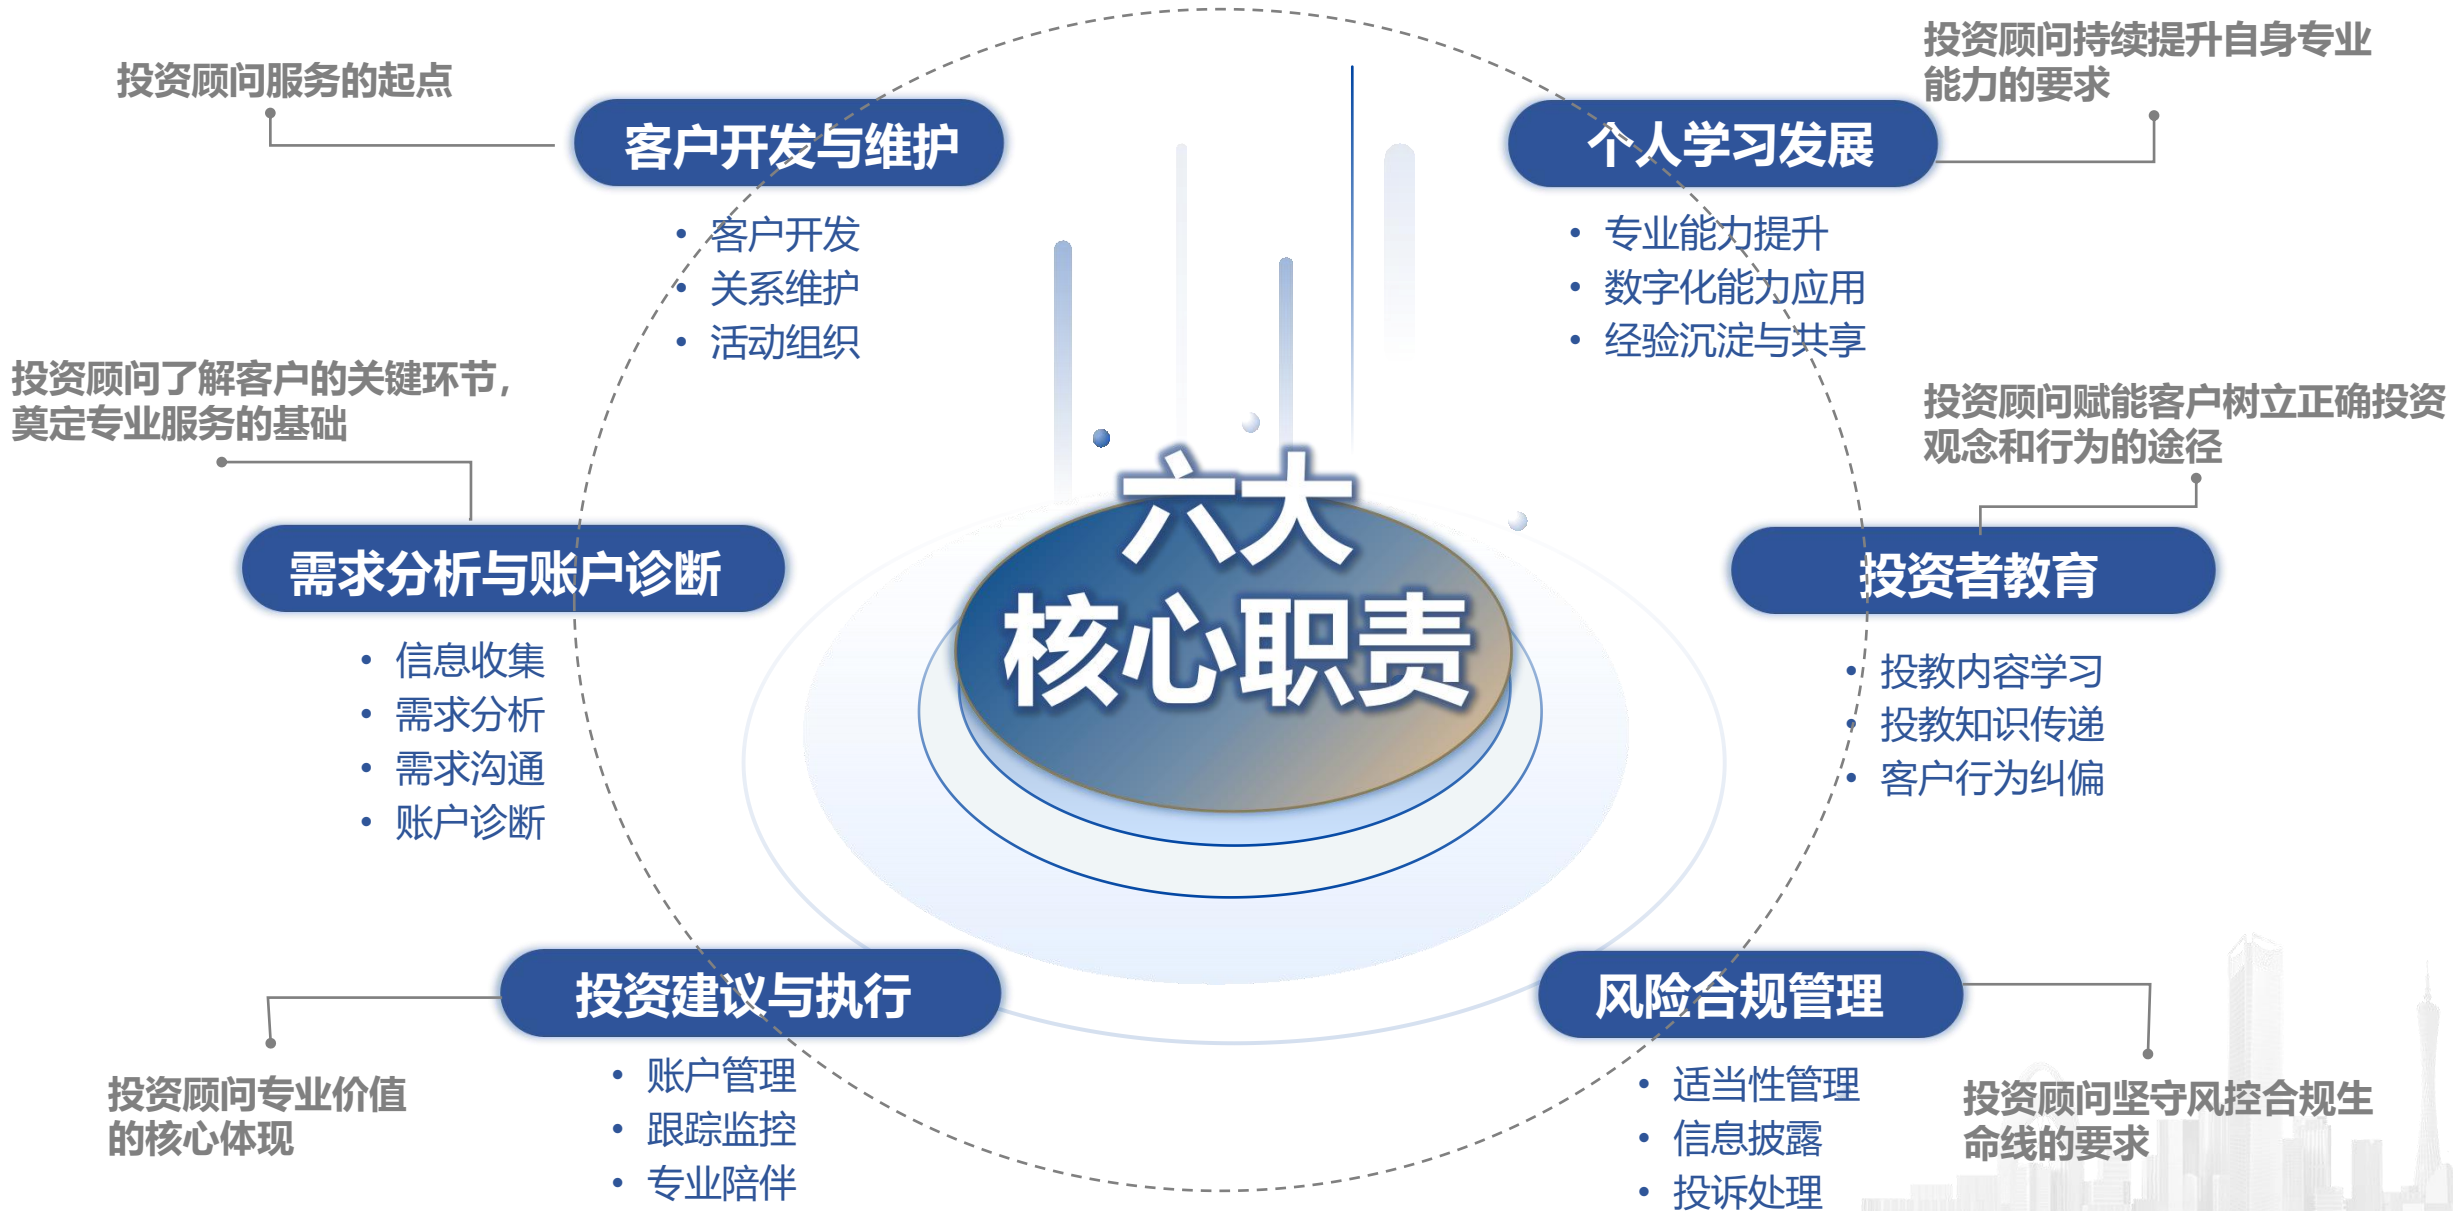 投资顾问服务的起点
客户开发与维护
• 客户开发
• 关系维护
• 活动组织
投资顾问了解客户的关键环节，
奠定专业服务的基础
需求分析与账户诊断
• 信息收集
• 需求分析
• 需求沟通
• 账户诊断
投资建议与执行
• 账户管理
• 跟踪监控
• 专业陪伴
投资顾问专业价值
的核心体现
六大
核心职责
投资顾问持续提升自身专业
能力的要求
个人学习发展
• 专业能力提升
• 数字化能力应用
• 经验沉淀与共享
投资顾问赋能客户树立正确投资
观念和行为的途径
投资者教育
• 投教内容学习
• 投教知识传递
• 客户行为纠偏
风险合规管理
• 适当性管理
• 信息披露
• 投诉处理
投资顾问坚守风控合规生
命线的要求